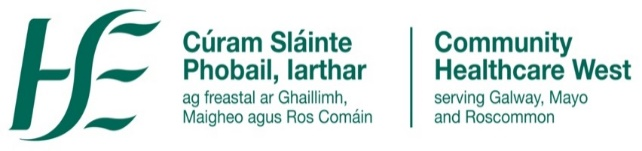 HSE
Cúram Sláinte
Phobail, Iarthar
ag freastal ar Ghaillimh,
Maigheo agus Ros Comáin
Community
Healthcare West
serving Galway, Mayo
and Roscommon